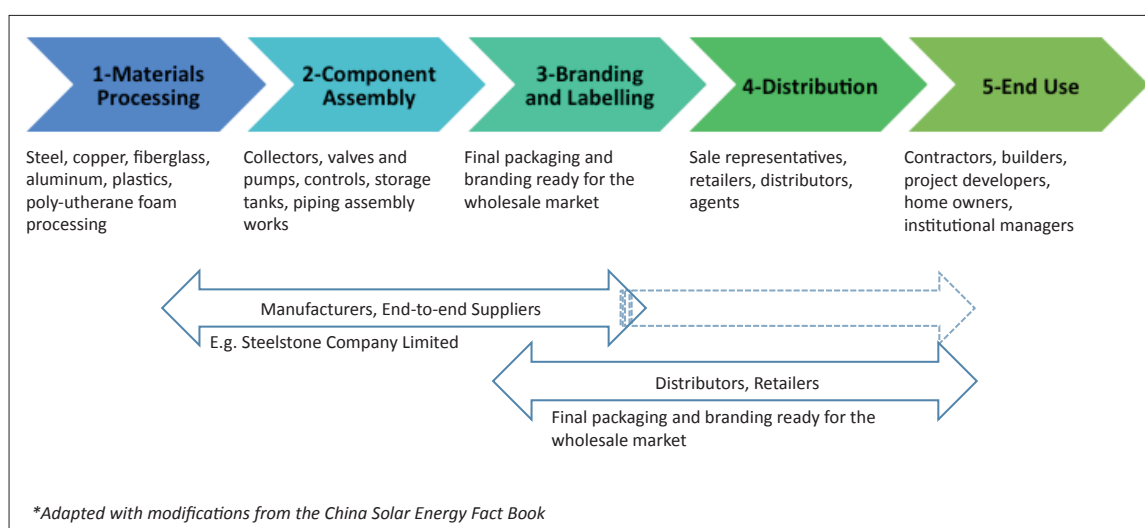 1-Materials
Processing
2-Component
Assembly
3-Branding
and Labelling
4-Distribution
5-End Use
Steel, copper, fiberglass,
aluminum, plastics,
poly-utherane foam
processing
Collectors, valves and
pumps, controls, storage
tanks, piping assembly
works
Final packaging and
branding ready for the
wholesale market
Sale representatives,
retailers, distributors,
agents
Contractors, builders,
project developers,
home owners,
institutional managers
Manufacturers, End-to-end Suppliers
E.g. Steelstone Company Limited
Distributors, Retailers
Final packaging and branding ready for the
wholesale market
*Adapted with modifications from the China Solar Energy Fact Book